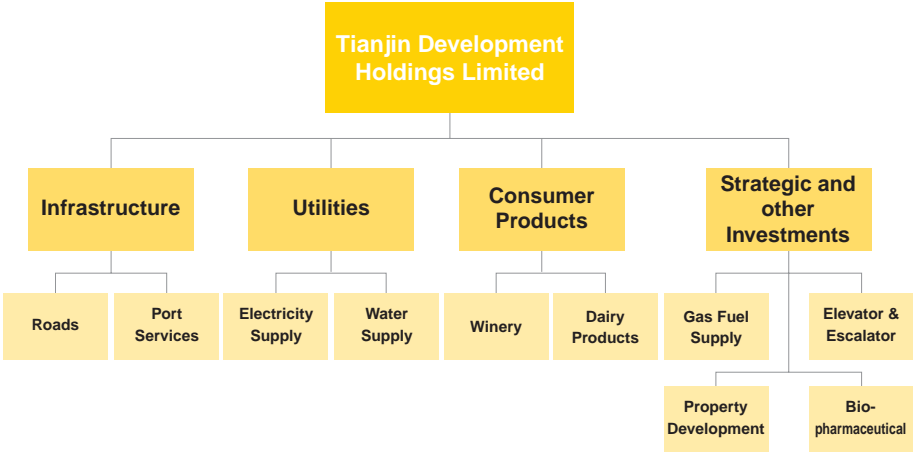 Tianjin Development
Holdings Limited
Infrastructure
Utilities
Consumer
Products
Strategic and
other
Investments
Roads
Port
Services
Electricity
Supply
Water
Supply
Winery
Dairy
Products
Gas Fuel
Supply
Elevator &
Escalator
Property
Development
Bio-
pharmaceutical